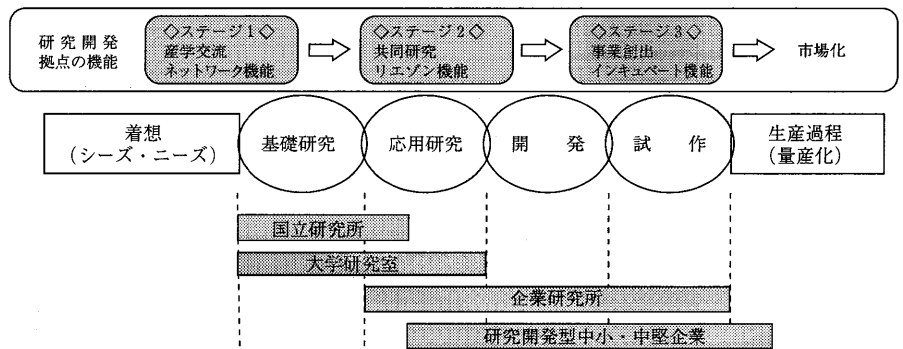 研究開発
拠点の機能
◇ステージ1◇
産学交流
ネットワーク機能
◇ステージ2◇
共同研究
リエゾン機能
◇ステージ3◇
事業創出
インキュベート機能
市場化
着想
（シーズ・ニーズ）
基礎研究
応用研究
開発
試作
生産過程
（量産化）
国立研究所
大学研究室
企業研究所
研究開発型中小・中堅企業